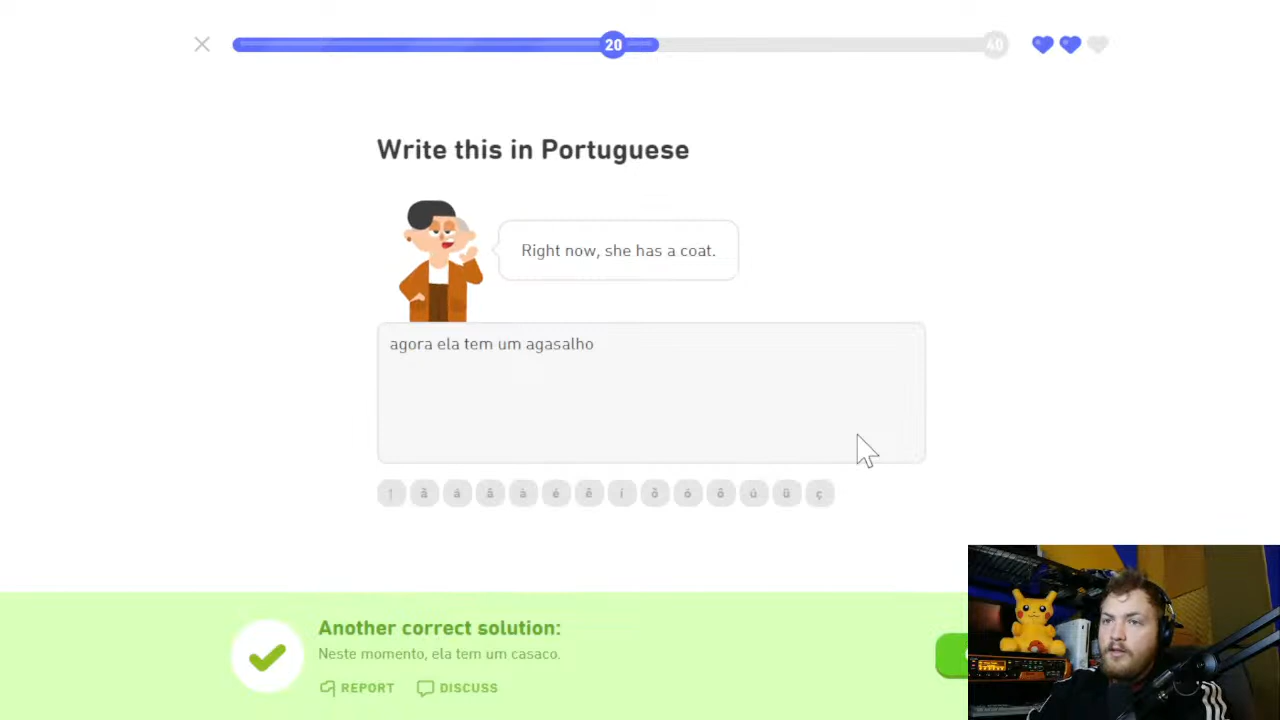 20
40
Write this in Portuguese
Right now, she has a coat.
agora ela tem um agasalho
↑ ã á â à é ê í õ ó ô ú ü ç
Another correct solution:
Neste momento, ela tem um casaco.
REPORT DISCUSS